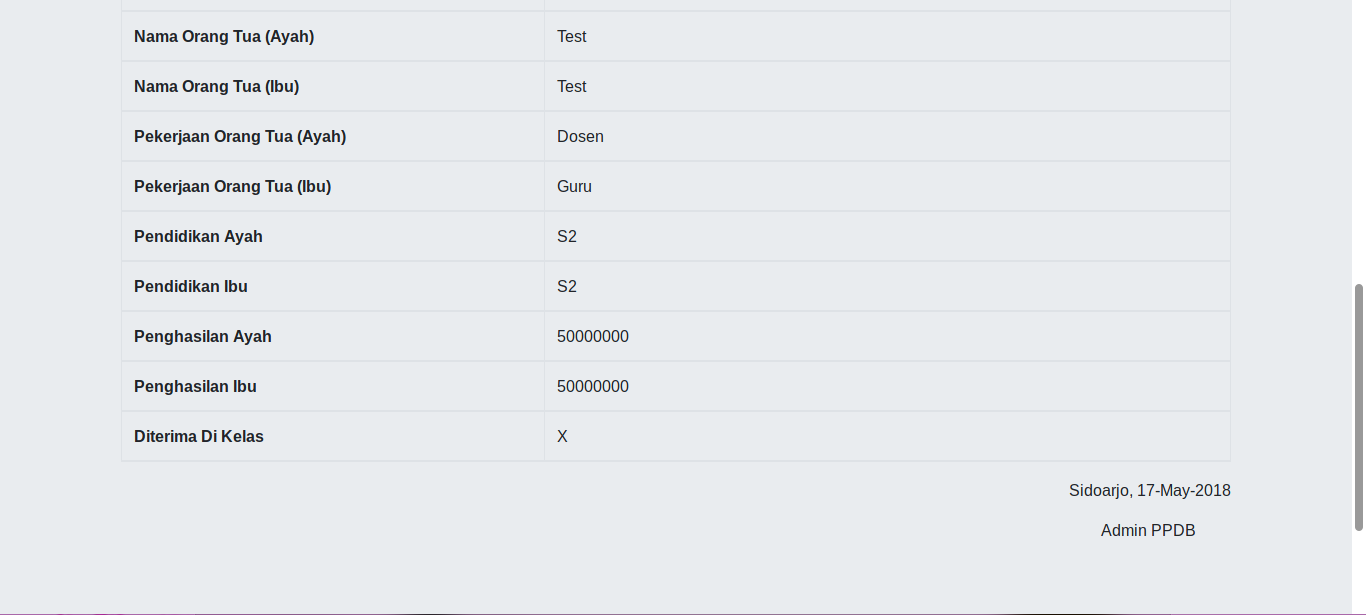 Nama Orang Tua (Ayah) Test
Nama Orang Tua (Ibu) Test
Pekerjaan Orang Tua (Ayah) Dosen
Pekerjaan Orang Tua (Ibu) Guru
Pendidikan Ayah S2
Pendidikan Ibu S2
Penghasilan Ayah 50000000
Penghasilan Ibu 50000000
Diterima Di Kelas X
Sidoarjo, 17-May-2018
Admin PPDB